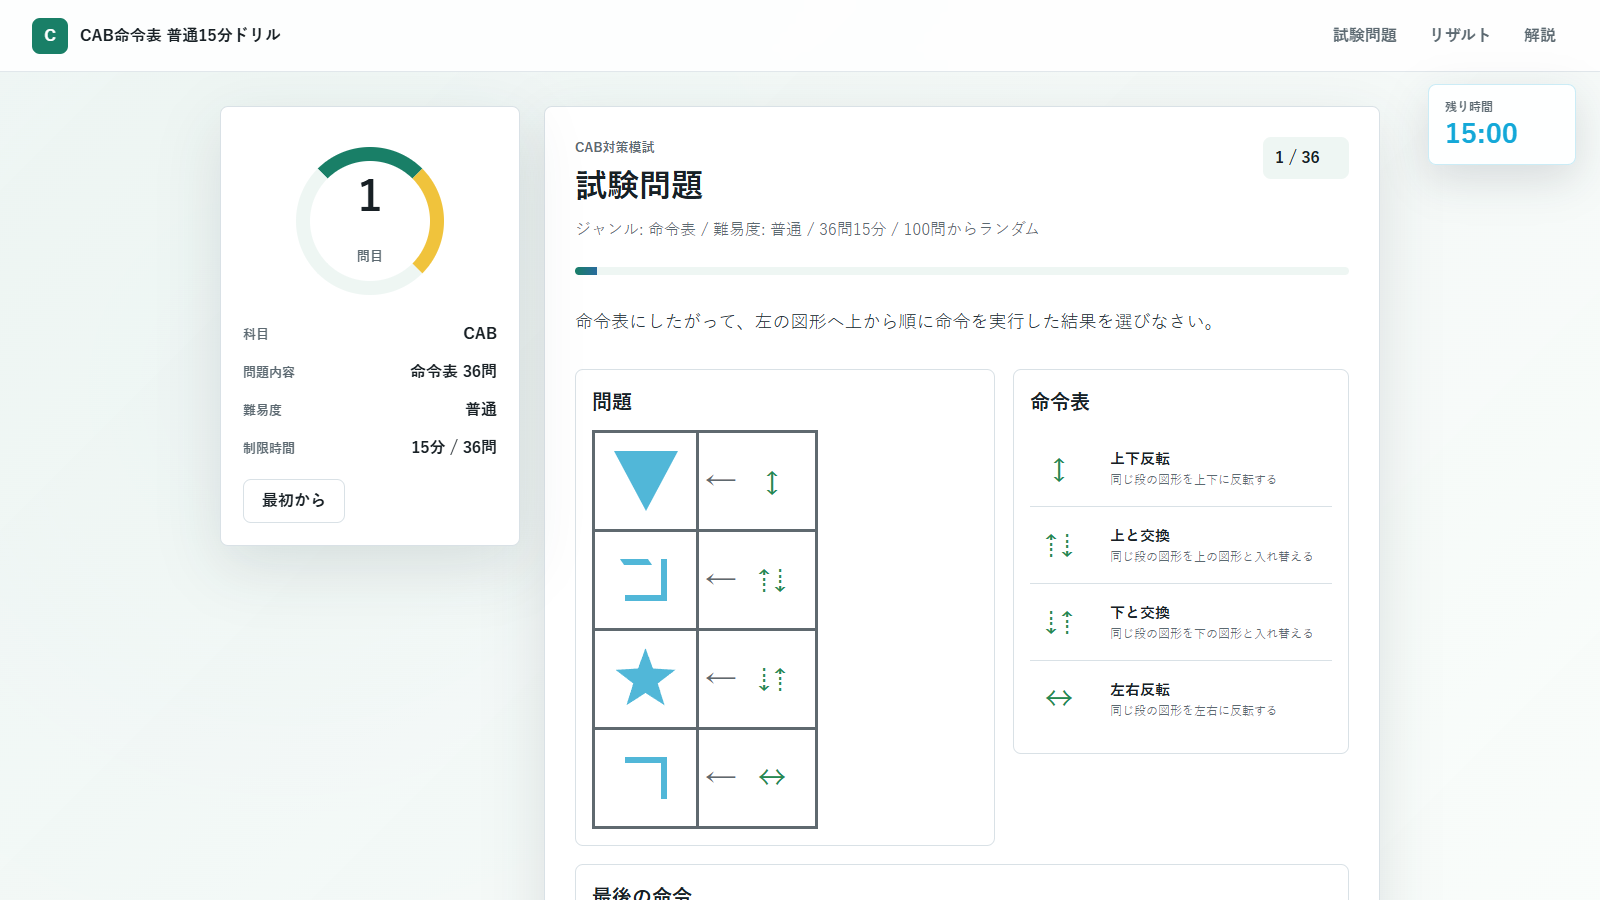 C CAB命令表 普通15分ドリル
試験問題 リザルト 解説
残り時間
15:00
1
問目
科目 CAB
問題内容 命令表 36問
難易度 普通
制限時間 15分 / 36問
最初から
CAB対策模試
試験問題
1 / 36
ジャンル: 命令表 / 難易度: 普通 / 36問15分 / 100問からランダム
命令表にしたがって、左の図形へ上から順に命令を実行した結果を選びなさい。
問題
← ↕
← ⇡⇣
← ⇣⇡
← ↔
命令表
↕ 上下反転
同じ段の図形を上下に反転する
⇡⇣ 上と交換
同じ段の図形を上の図形と入れ替える
⇣⇡ 下と交換
同じ段の図形を下の図形と入れ替える
↔ 左右反転
同じ段の図形を左右に反転する
最後の命令